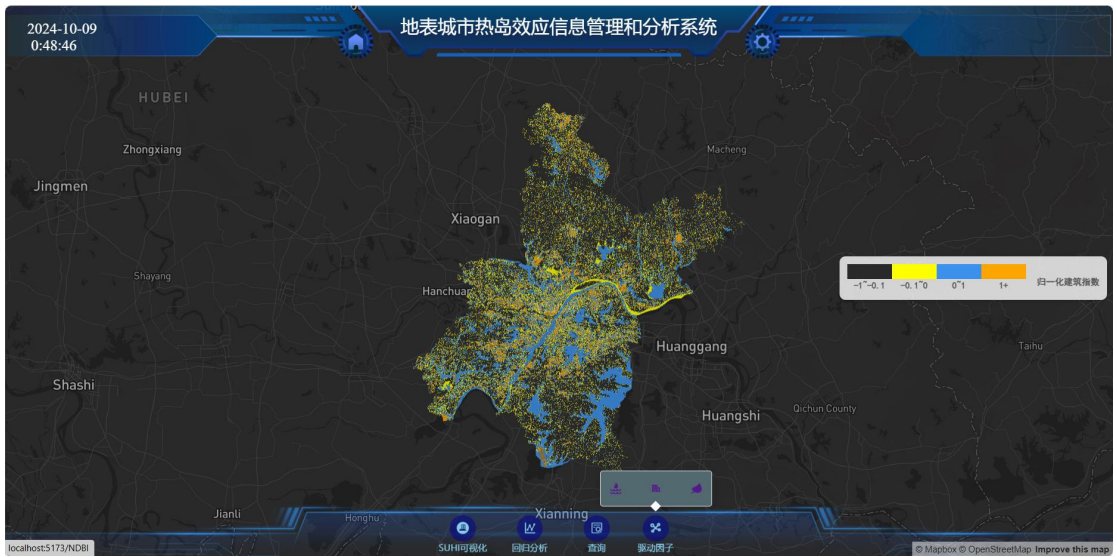 2024-10-09
0:48:46
地表城市热岛效应信息管理和分析系统
HUBEI
Zhongxiang
Macheng
Jingmen
Xiaogan
Shayang
Hanchuan
-1~-0.1
-0.1~0
0~1
1+
归一化建筑指数
Huanggang
Taihu
Shashi
Huangshi
Qichun County
Jianli
Honghu
Xianning
SUHI可视化
回归分析
查询
驱动因子
localhost:5173/NDBI
© Mapbox © OpenStreetMap Improve this map